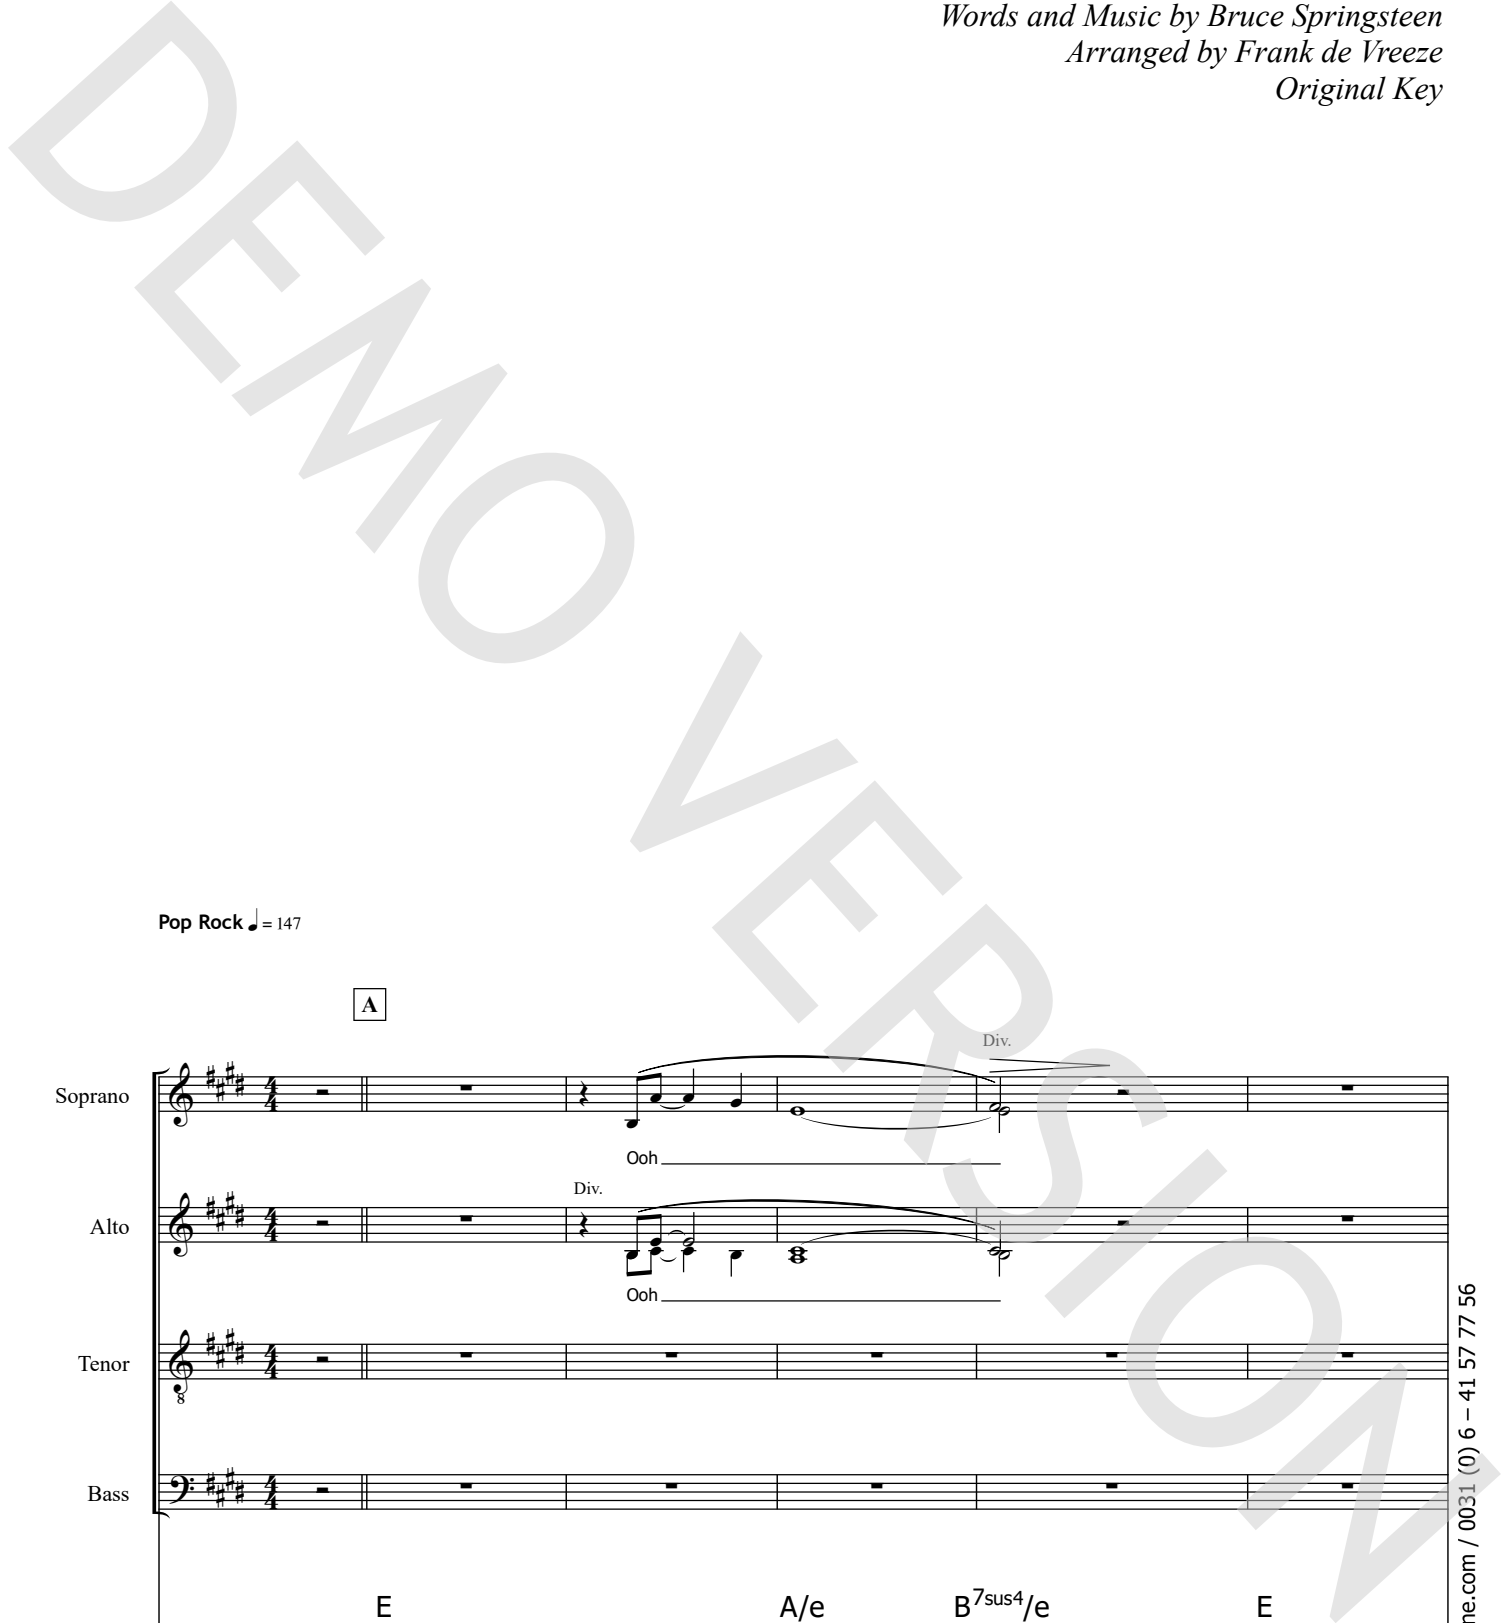 Words and Music by Bruce Springsteen
Arranged by Frank de Vreeze
Original Key
DEMO VERSION
Pop Rock ♩ = 147
A
Div.
Soprano
Ooh
Div.
Alto
Ooh
Tenor
8
Bass
E A/e B7sus4/e E
ne.com / 0031 (0) 6 – 41 57 77 56